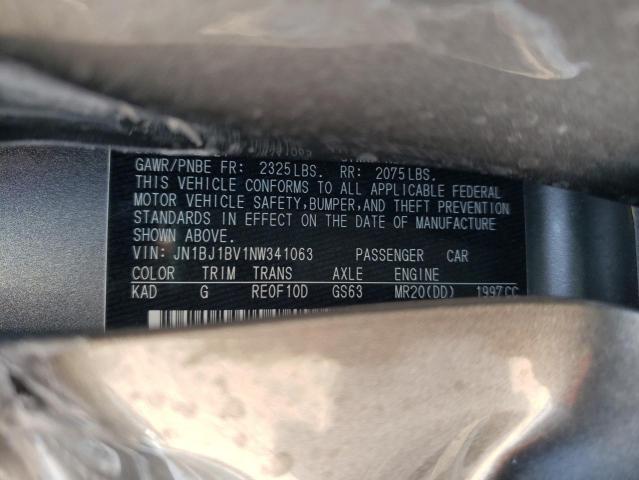 GAWR/PNBE FR: 2325LBS. RR: 2075LBS.
THIS VEHICLE CONFORMS TO ALL APPLICABLE FEDERAL
MOTOR VEHICLE SAFETY,BUMPER,AND THEFT PREVENTION
STANDARDS IN EFFECT ON THE DATE OF MANUFACTURE
SHOWN ABOVE.
VIN: JN1BJ1BV1NW341063 PASSENGER CAR
COLOR TRIM TRANS AXLE ENGINE
KAD G RE0F10D GS63 MR20(DD) 1997CC